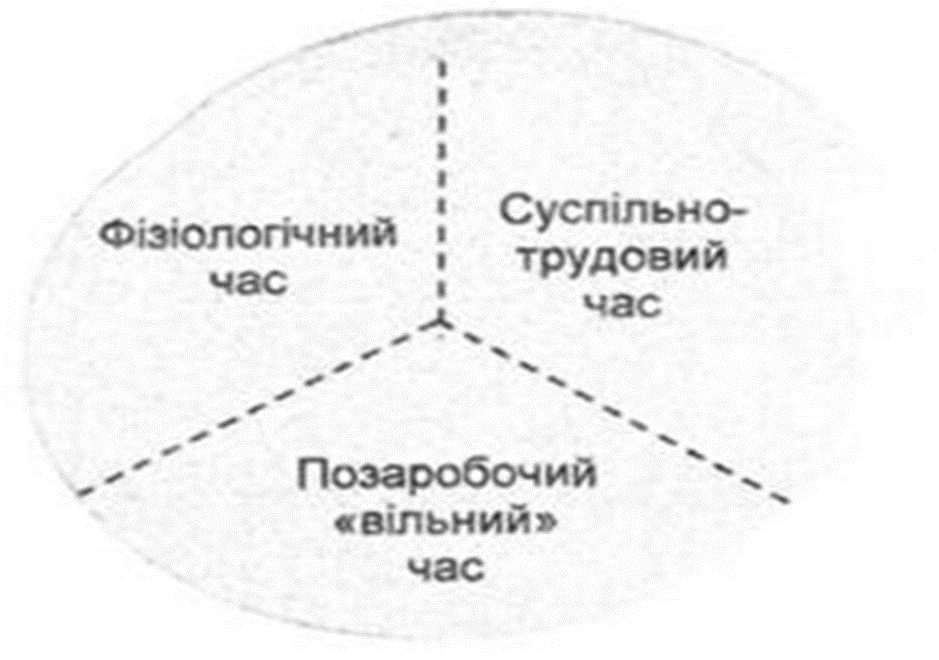 Фізіологічний
час
Суспільно-
трудовий
час
Позаробочий
«вільний»
час